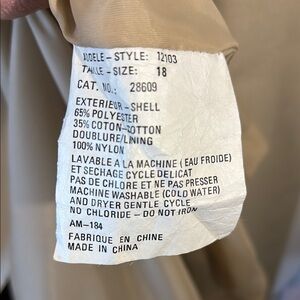 MODELE - STYLE: 12103
TAILLE - SIZE: 18
CAT. NO.: 28609
EXTERIEUR - SHELL
65% POLYESTER
35% COTON-COTTON
DOUBLURE/LINING
100% NYLON
LAVABLE A LA MACHINE (EAU FROIDE)
ET SECHAGE CYCLE DELICAT
PAS DE CHLORE ET NE PAS PRESSER
MACHINE WASHABLE (COLD WATER)
AND DRYER GENTLE CYCLE
NO CHLORIDE - DO NOT IRON
AM-184
FABRIQUE EN CHINE
MADE IN CHINA